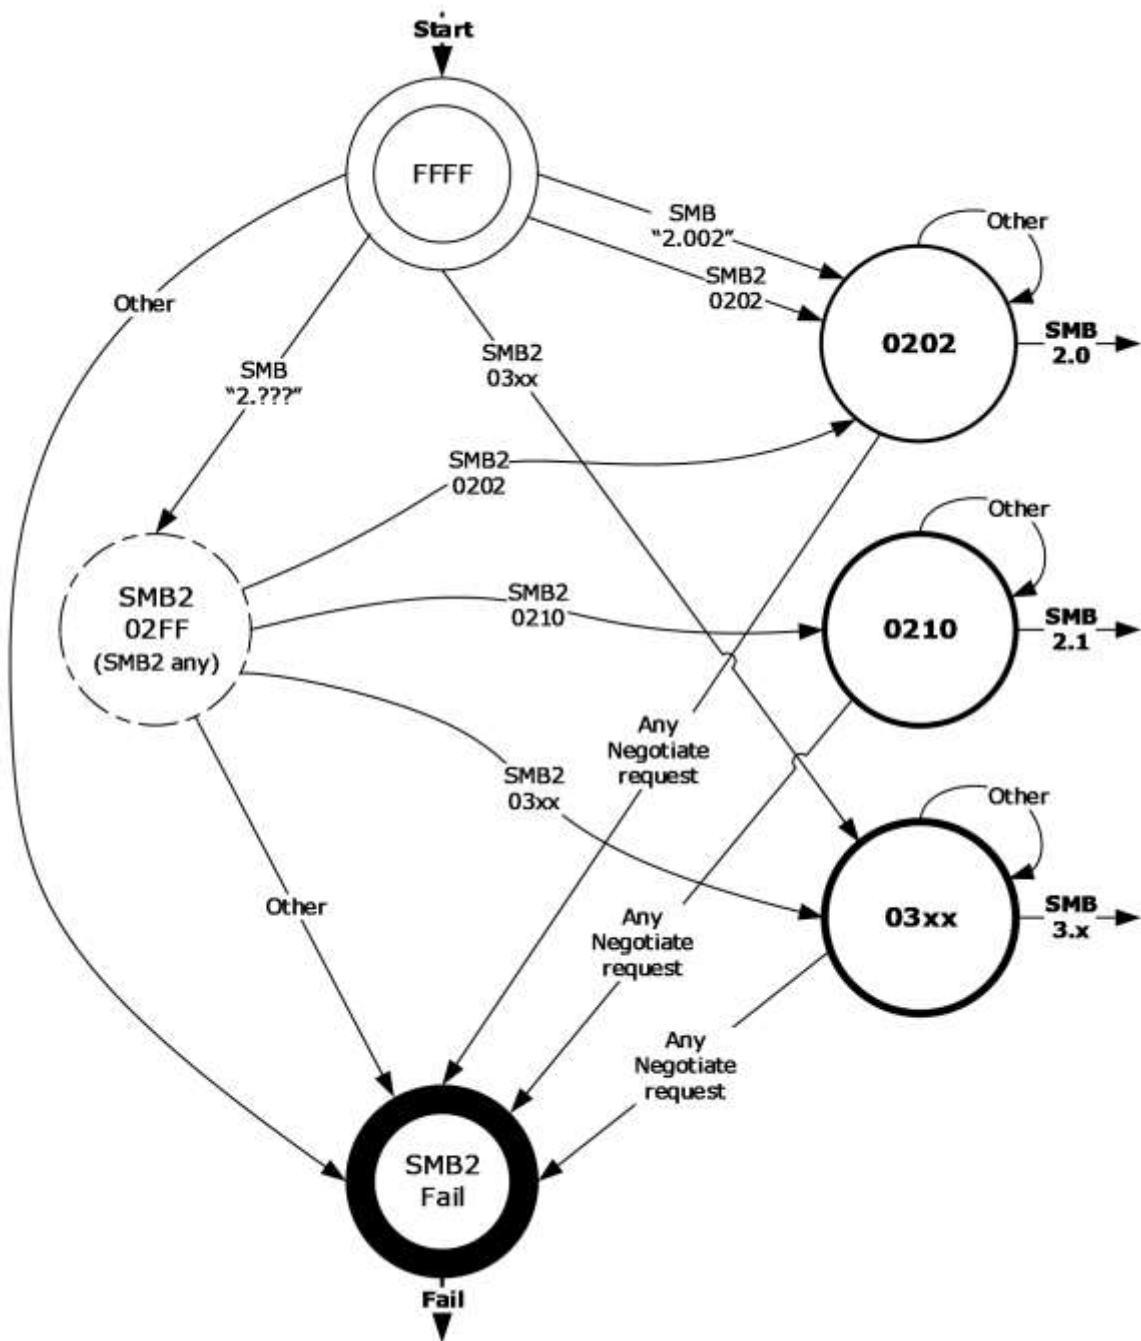 Start
FFFF
SMB
“2.002”
Other
SMB2
0202
Other
SMB
“2.???”
SMB2
03xx
0202
SMB
2.0
SMB2
0202
Other
SMB2
02FF
(SMB2 any)
SMB2
0210
0210
SMB
2.1
Any
Negotiate
request
SMB2
03xx
Other
Other
Any
Negotiate
request
03xx
SMB
3.x
Any
Negotiate
request
SMB2
Fail
Fail